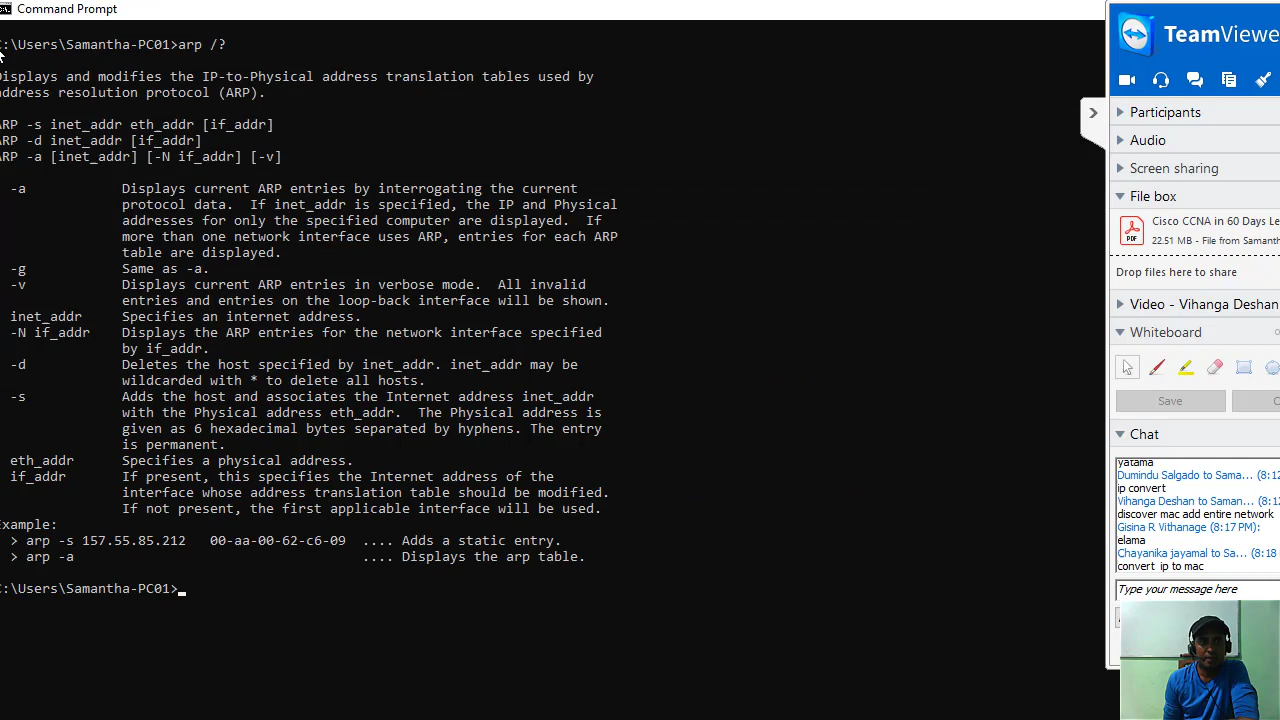 Command Prompt
:\Users\Samantha-PC01>arp /?
Displays and modifies the IP-to-Physical address translation tables used by
address resolution protocol (ARP).
ARP -s inet_addr eth_addr [if_addr]
ARP -d inet_addr [if_addr]
ARP -a [inet_addr] [-N if_addr] [-v]
-a Displays current ARP entries by interrogating the current
protocol data. If inet_addr is specified, the IP and Physical
addresses for only the specified computer are displayed. If
more than one network interface uses ARP, entries for each ARP
table are displayed.
-g Same as -a.
-v Displays current ARP entries in verbose mode. All invalid
entries and entries on the loop-back interface will be shown.
inet_addr Specifies an internet address.
-N if_addr Displays the ARP entries for the network interface specified
by if_addr.
-d Deletes the host specified by inet_addr. inet_addr may be
wildcarded with * to delete all hosts.
-s Adds the host and associates the Internet address inet_addr
with the Physical address eth_addr. The Physical address is
given as 6 hexadecimal bytes separated by hyphens. The entry
is permanent.
eth_addr Specifies a physical address.
if_addr If present, this specifies the Internet address of the
interface whose address translation table should be modified.
If not present, the first applicable interface will be used.
Example:
> arp -s 157.55.85.212 00-aa-00-62-c6-09 .... Adds a static entry.
> arp -a .... Displays the arp table.
C:\Users\Samantha-PC01>
TeamViewe
Participants
Audio
Screen sharing
File box
PDF
Cisco CCNA in 60 Days Le
22.51 MB - File from Samanth
Drop files here to share
Video - Vihanga Deshan
Whiteboard
Save
C
Chat
yatama
Dumindu Salgado to Sama... (8:12
ip convert
Vihanga Deshan to Saman... (8:12
discover mac add entire network
Gisina R Vithanage (8:17 PM):
elama
Chayanika jayamal to Sa... (8:18
convert ip to mac
Type your message here